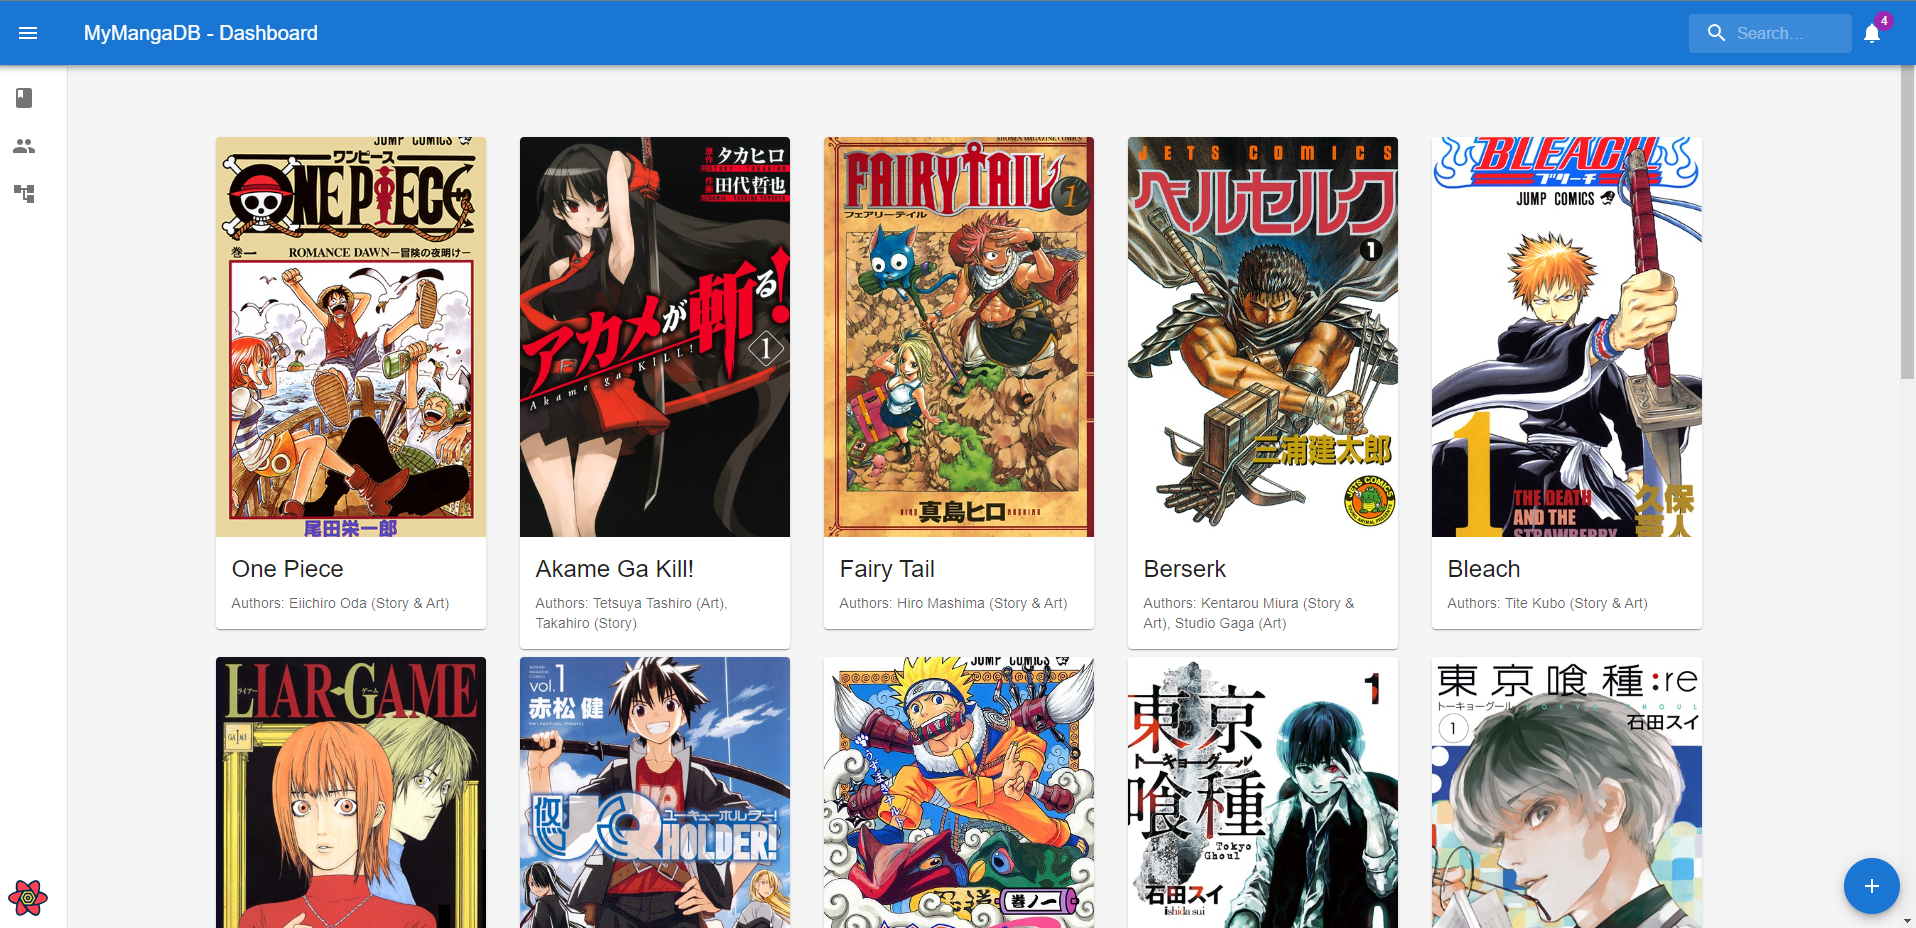 MyMangaDB - Dashboard
Search...
4
JUMP COMICS
ワンピース
ONE PIECE
巻一
ROMANCE DAWN—冒険の夜明け—
尾田栄一郎
One Piece
Authors: Eiichiro Oda (Story & Art)
原作
タカヒロ
作画
田代哲也
アカメが斬る!
1
Akame ga KILL!
Akame Ga Kill!
Authors: Tetsuya Tashiro (Art),
Takahiro (Story)
SHONEN MAGAZINE COMICS
FAIRY TAIL
1
フェアリーテイル
HIRO
真島ヒロ
MASHIMA
Fairy Tail
Authors: Hiro Mashima (Story & Art)
JETS COMICS
ベルセルク
1
三浦建太郎
JETS COMICS
YOUNG ANIMAL PRESENTS
Berserk
Authors: Kentarou Miura (Story &
Art), Studio Gaga (Art)
BLEACH
ブリーチ
JUMP COMICS
1
THE DEATH
AND THE
STRAWBERRY
久保
Bleach
Authors: Tite Kubo (Story & Art)
LIAR GAME
ライアー
ゲーム
GAME
vol.1
赤松 健
Ken Akamatsu Presents
ユーキューホルダー!
UQ
HOLDER!
JUMP COMICS
巻ノ一
1
東京
トーキョーグール
喰種
Tokyo
Ghoul
石田スイ
ishida sui
東京喰種:re
トーキョーグール
TOKYO GHOUL
1
石田スイ